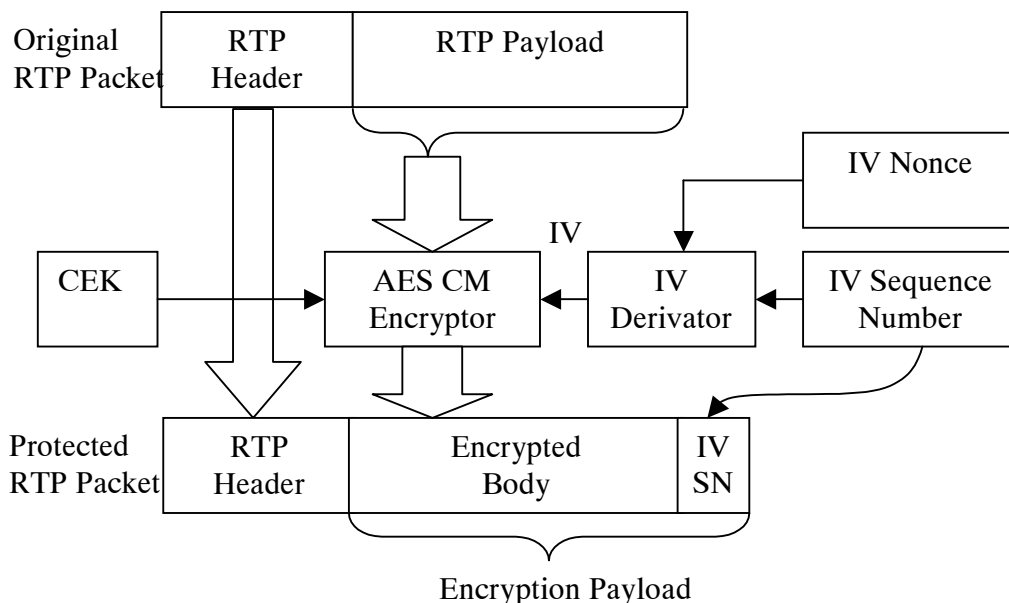 Original
RTP Packet
RTP
Header
RTP Payload
IV Nonce
IV
CEK
AES CM
Encryptor
IV
Derivator
IV Sequence
Number
Protected
RTP Packet
RTP
Header
Encrypted
Body
IV
SN
Encryption Payload